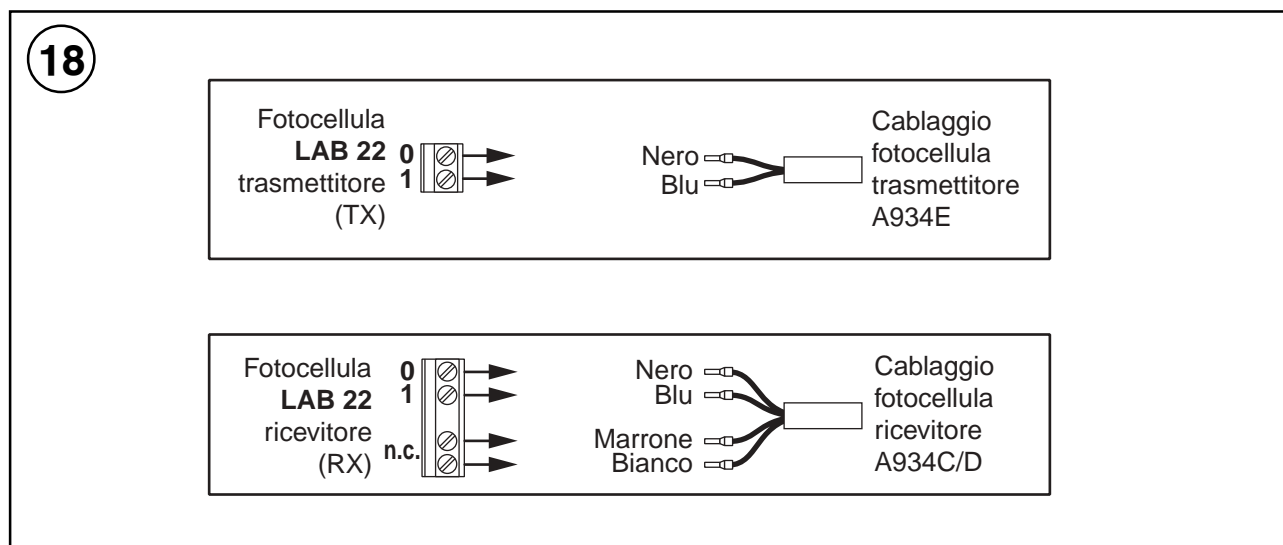 18
Fotocellula
LAB 22
trasmettitore
(TX)
0
1
Nero
Blu
Cablaggio
fotocellula
trasmettitore
A934E
Fotocellula
LAB 22
ricevitore
(RX)
0
1
n.c.
Nero
Blu
Marrone
Bianco
Cablaggio
fotocellula
ricevitore
A934C/D